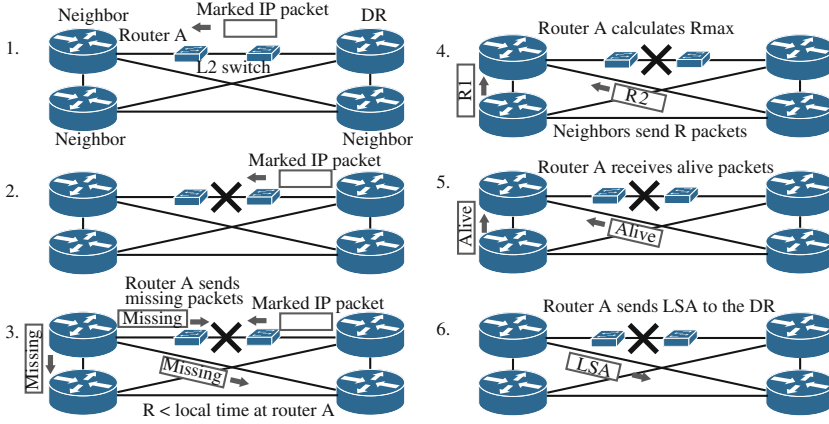 1.
Neighbor
Marked IP packet
DR
Router A
L2 switch
Neighbor
Neighbor
2.
Marked IP packet
3.
Router A sends
missing packets
Marked IP packet
Missing
Missing
Missing
R < local time at router A
4.
Router A calculates Rmax
R1
R2
Neighbors send R packets
5.
Router A receives alive packets
Alive
Alive
6.
Router A sends LSA to the DR
LSA